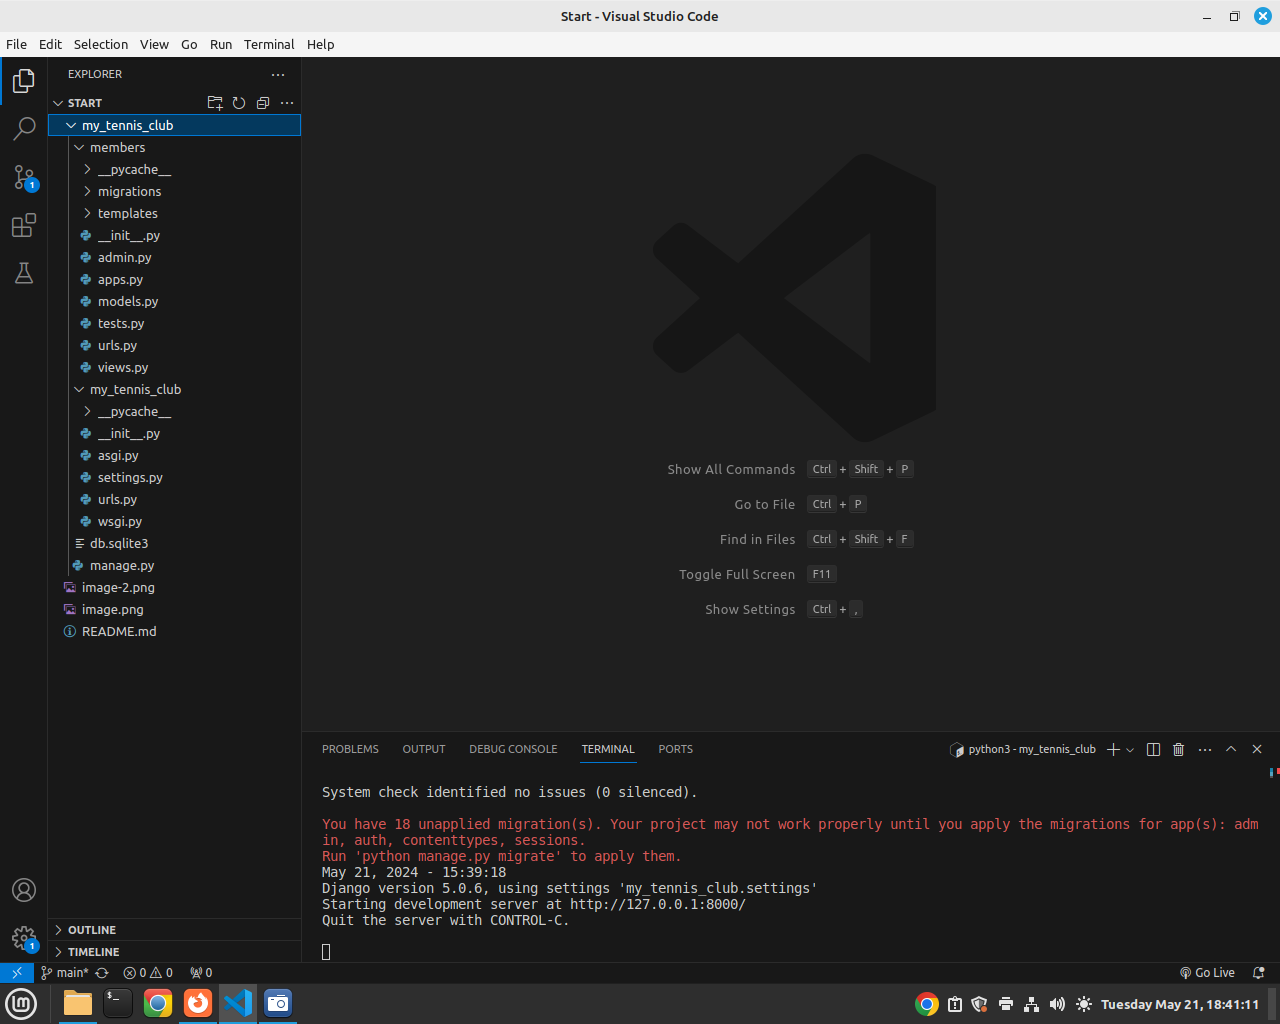 Start - Visual Studio Code
File Edit Selection View Go Run Terminal Help
EXPLORER
START
my_tennis_club
members
__pycache__
migrations
templates
__init__.py
admin.py
apps.py
models.py
tests.py
urls.py
views.py
my_tennis_club
__pycache__
__init__.py
asgi.py
settings.py
urls.py
wsgi.py
db.sqlite3
manage.py
image-2.png
image.png
README.md
OUTLINE
TIMELINE
1
1
Show All Commands Ctrl + Shift + P
Go to File Ctrl + P
Find in Files Ctrl + Shift + F
Toggle Full Screen F11
Show Settings Ctrl + ,
PROBLEMS OUTPUT DEBUG CONSOLE TERMINAL PORTS python3 - my_tennis_club
System check identified no issues (0 silenced).
You have 18 unapplied migration(s). Your project may not work properly until you apply the migrations for app(s): adm
in, auth, contenttypes, sessions.
Run 'python manage.py migrate' to apply them.
May 21, 2024 - 15:39:18
Django version 5.0.6, using settings 'my_tennis_club.settings'
Starting development server at http://127.0.0.1:8000/
Quit the server with CONTROL-C.
main* 0 0 0 Go Live
Tuesday May 21, 18:41:11